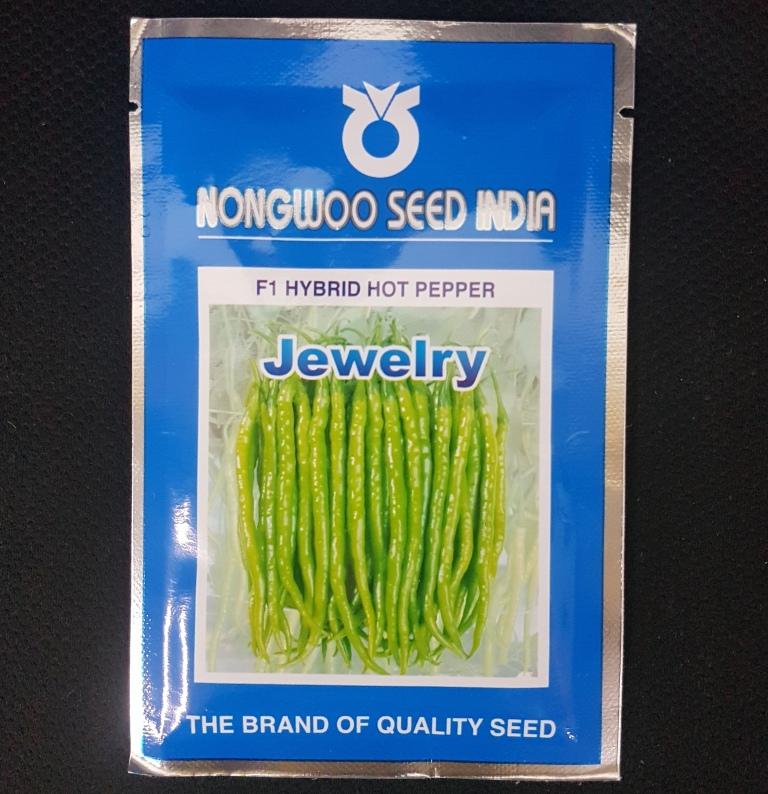 NONGWOO SEED INDIA
F1 HYBRID HOT PEPPER
Jewelry
THE BRAND OF QUALITY SEED